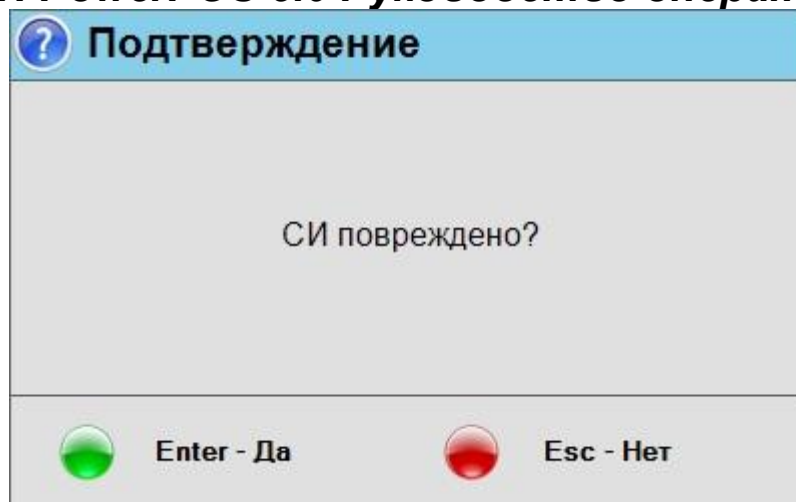 Подтверждение
СИ повреждено?
Enter - Да
Esc - Нет